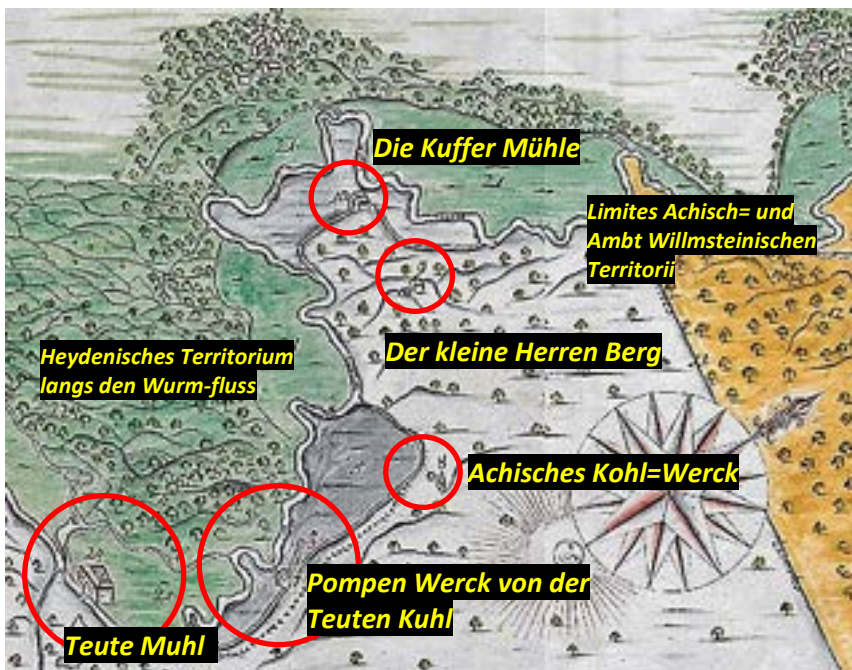 Die Kuffer Mühle
Limites Achisch= und
Ambt Willmsteinischen
Territorii
Der kleine Herren Berg
Heydenisches Territorium
langs den Wurm-fluss
Achisches Kohl=Werck
Pompen Werck von der
Teuten Kuhl
Teute Muhl